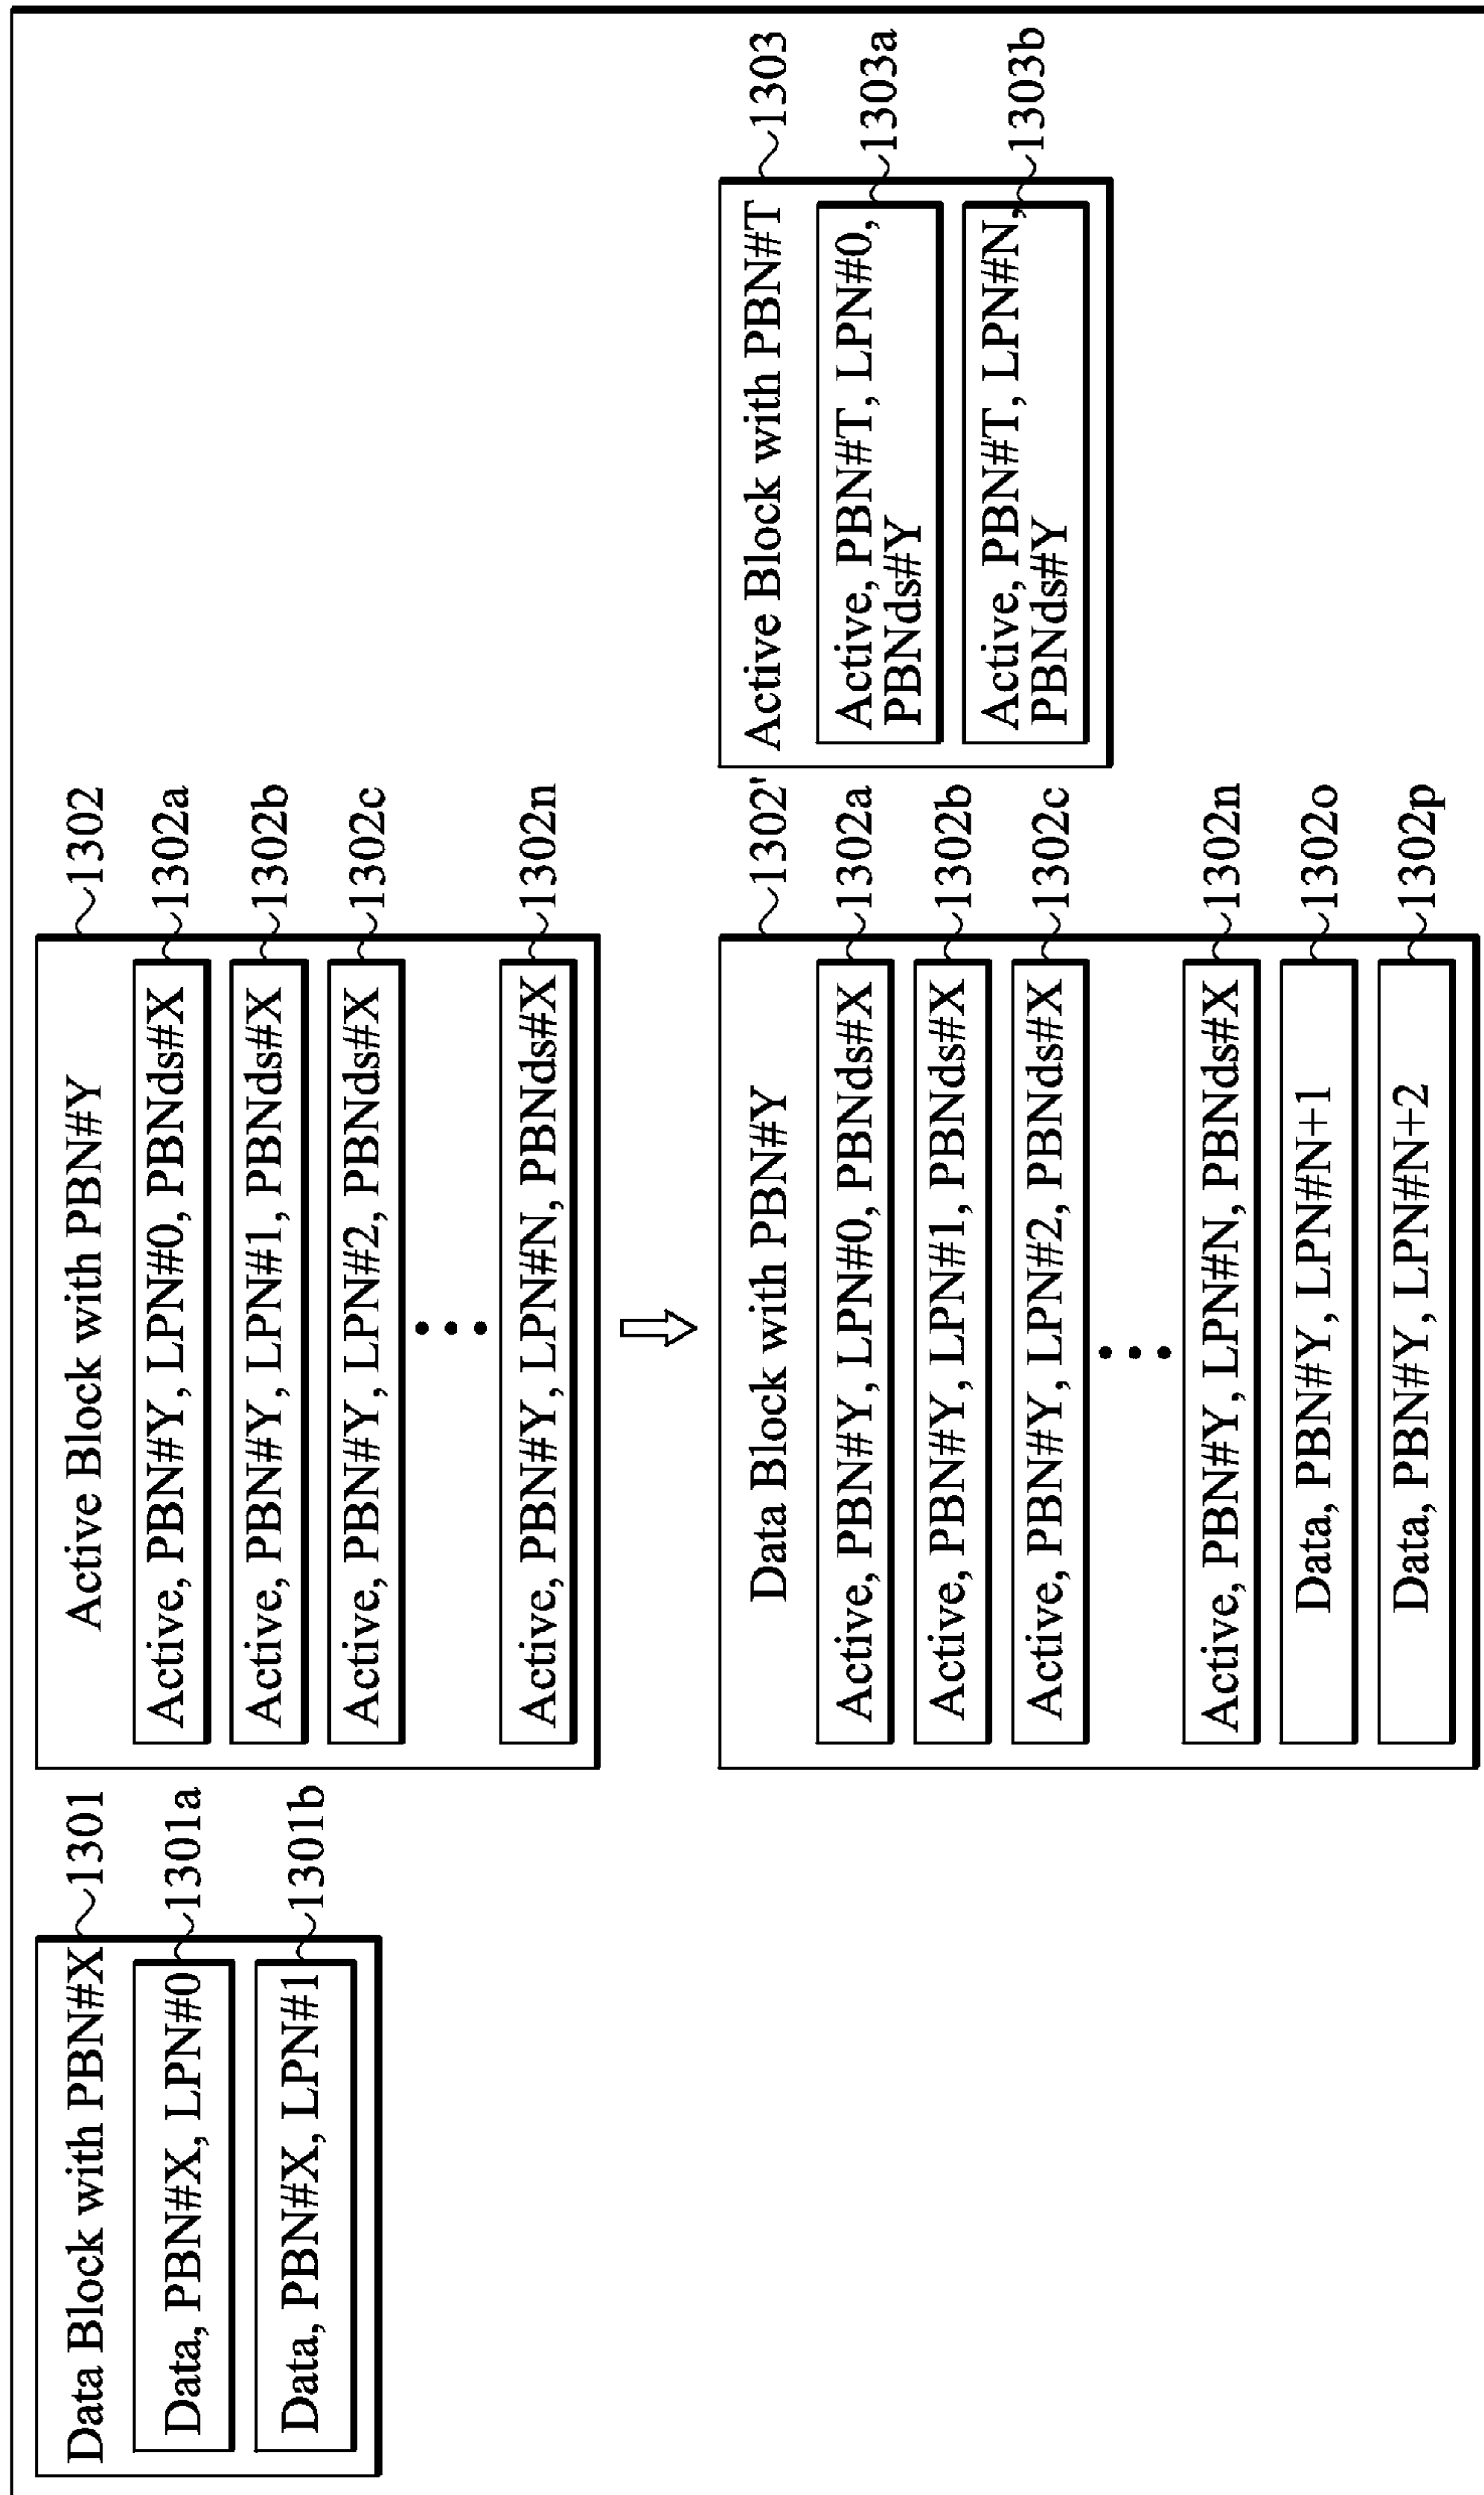 Data Block with PBN#X
1301
Data, PBN#X, LPN#0
1301a
Data, PBN#X, LPN#1
1301b
Active Block with PBN#Y
1302
Active, PBN#Y, LPN#0, PBNds#X
1302a
Active, PBN#Y, LPN#1, PBNds#X
1302b
Active, PBN#Y, LPN#2, PBNds#X
1302c
Active, PBN#Y, LPN#N, PBNds#X
1302n
Data Block with PBN#Y
1302'
Active, PBN#Y, LPN#0, PBNds#X
1302a
Active, PBN#Y, LPN#1, PBNds#X
1302b
Active, PBN#Y, LPN#2, PBNds#X
1302c
Active, PBN#Y, LPN#N, PBNds#X
1302n
Data, PBN#Y, LPN#N+1
1302o
Data, PBN#Y, LPN#N+2
1302p
Active Block with PBN#T
1303
Active, PBN#T, LPN#0,
PBNds#Y
1303a
Active, PBN#T, LPN#N,
PBNds#Y
1303b